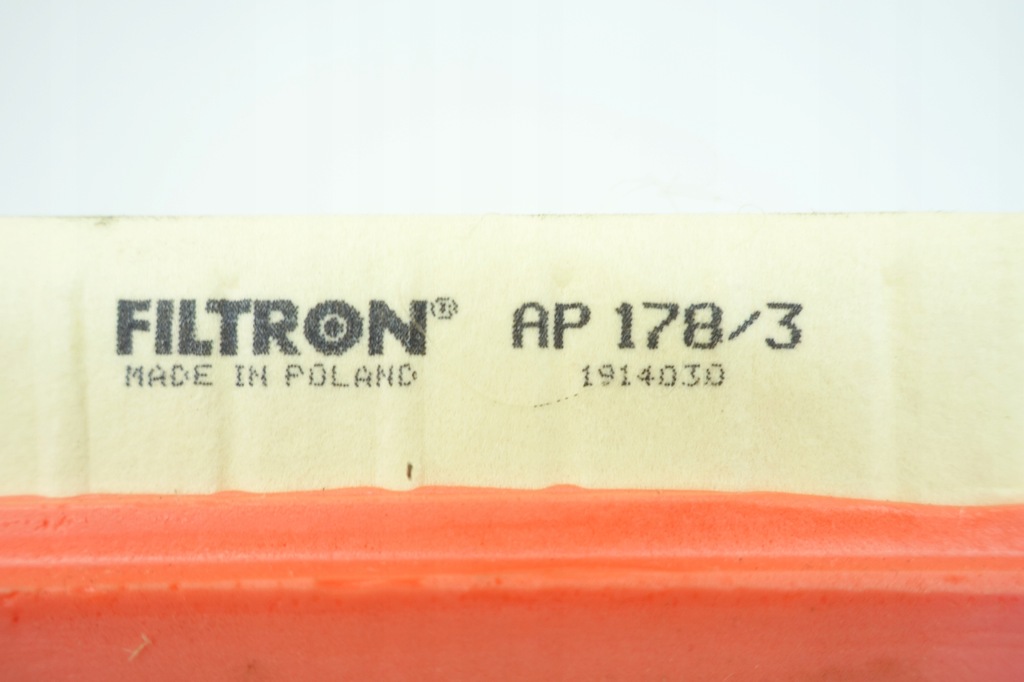 FILTRON® AP 178/3
MADE IN POLAND 1914030